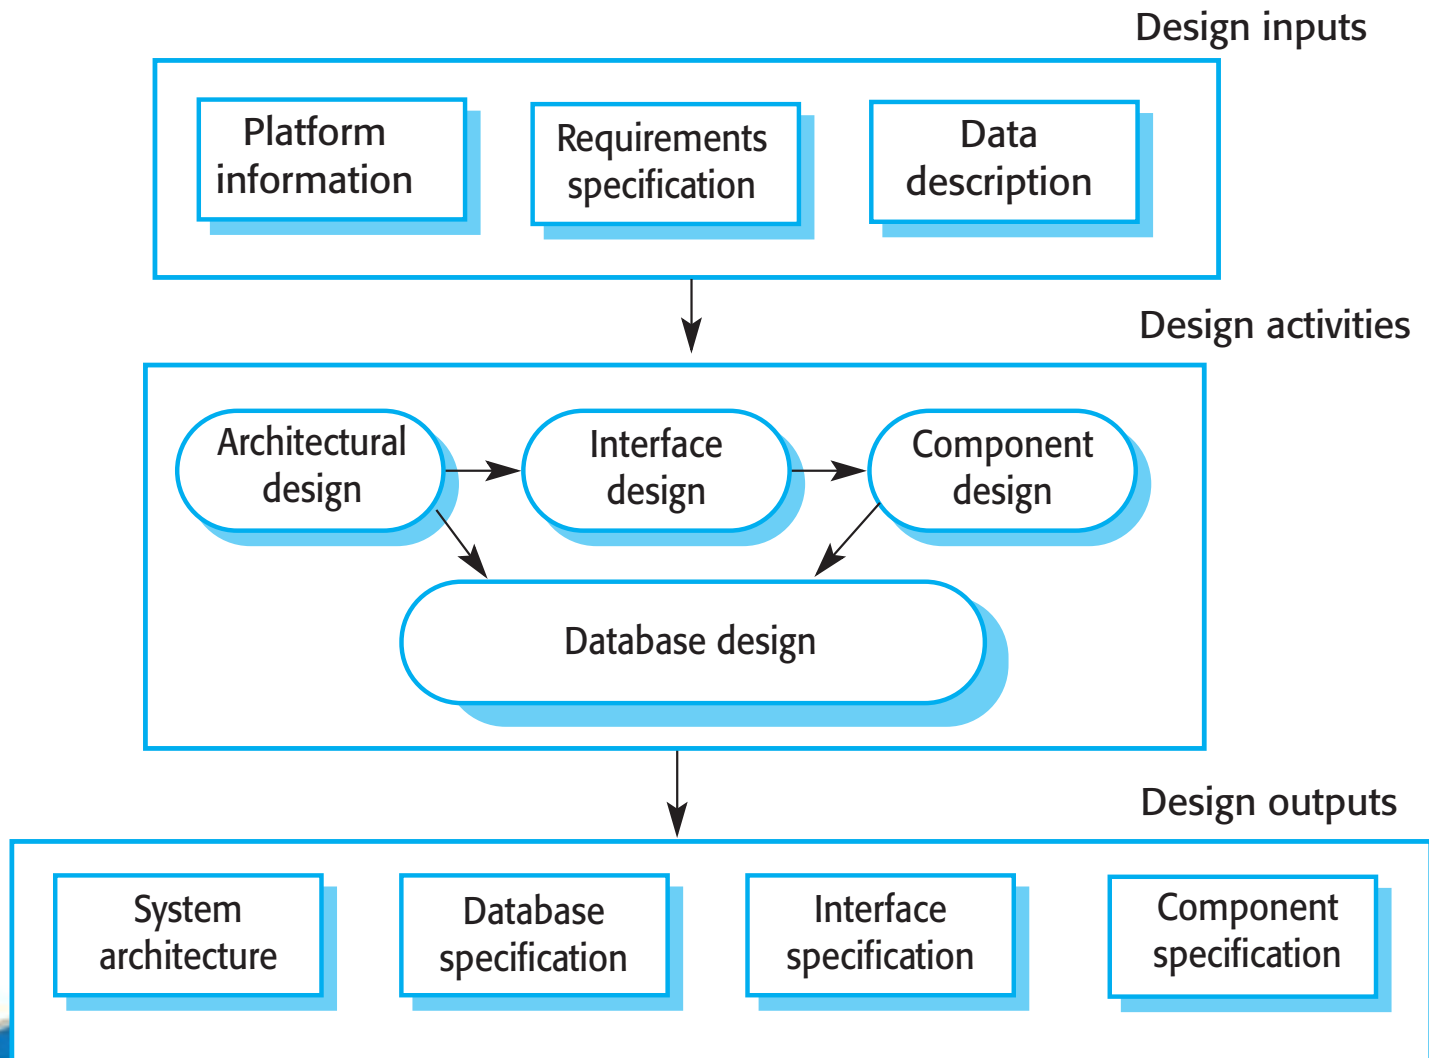 Design inputs
Platform
information
Requirements
specification
Data
description
Design activities
Architectural
design
Interface
design
Component
design
Database design
Design outputs
System
architecture
Database
specification
Interface
specification
Component
specification